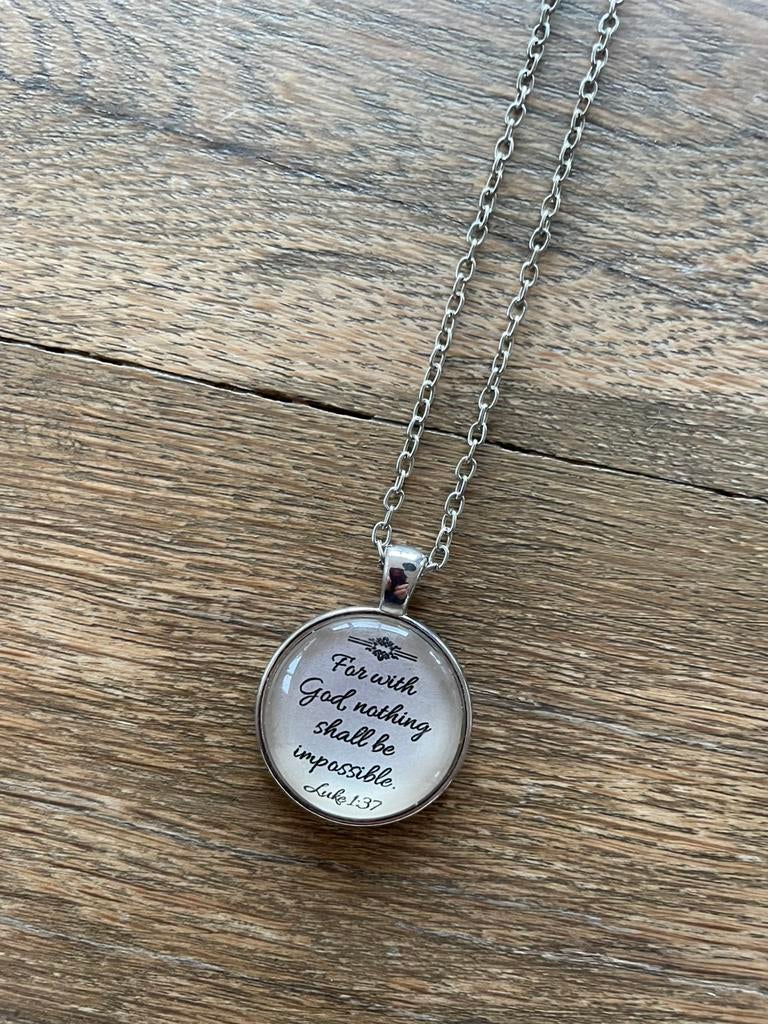 For with
God, nothing
shall be
impossible.
Luke 1:37